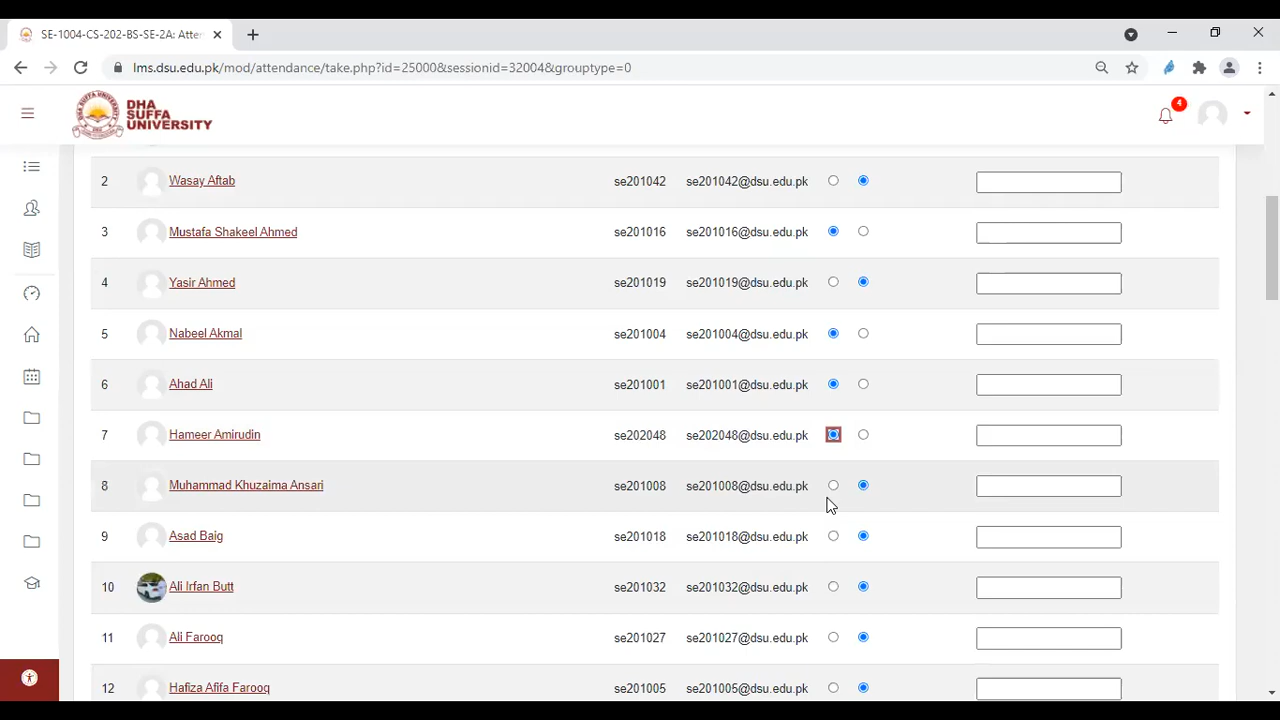 SE-1004-CS-202-BS-SE-2A: Atten
lms.dsu.edu.pk/mod/attendance/take.php?id=25000&sessionid=32004&grouptype=0
DHA
SUFFA
UNIVERSITY
4
2 Wasay Aftab se201042 se201042@dsu.edu.pk
3 Mustafa Shakeel Ahmed se201016 se201016@dsu.edu.pk
4 Yasir Ahmed se201019 se201019@dsu.edu.pk
5 Nabeel Akmal se201004 se201004@dsu.edu.pk
6 Ahad Ali se201001 se201001@dsu.edu.pk
7 Hameer Amirudin se202048 se202048@dsu.edu.pk
8 Muhammad Khuzaima Ansari se201008 se201008@dsu.edu.pk
9 Asad Baig se201018 se201018@dsu.edu.pk
10 Ali Irfan Butt se201032 se201032@dsu.edu.pk
11 Ali Farooq se201027 se201027@dsu.edu.pk
12 Hafiza Afifa Farooq se201005 se201005@dsu.edu.pk